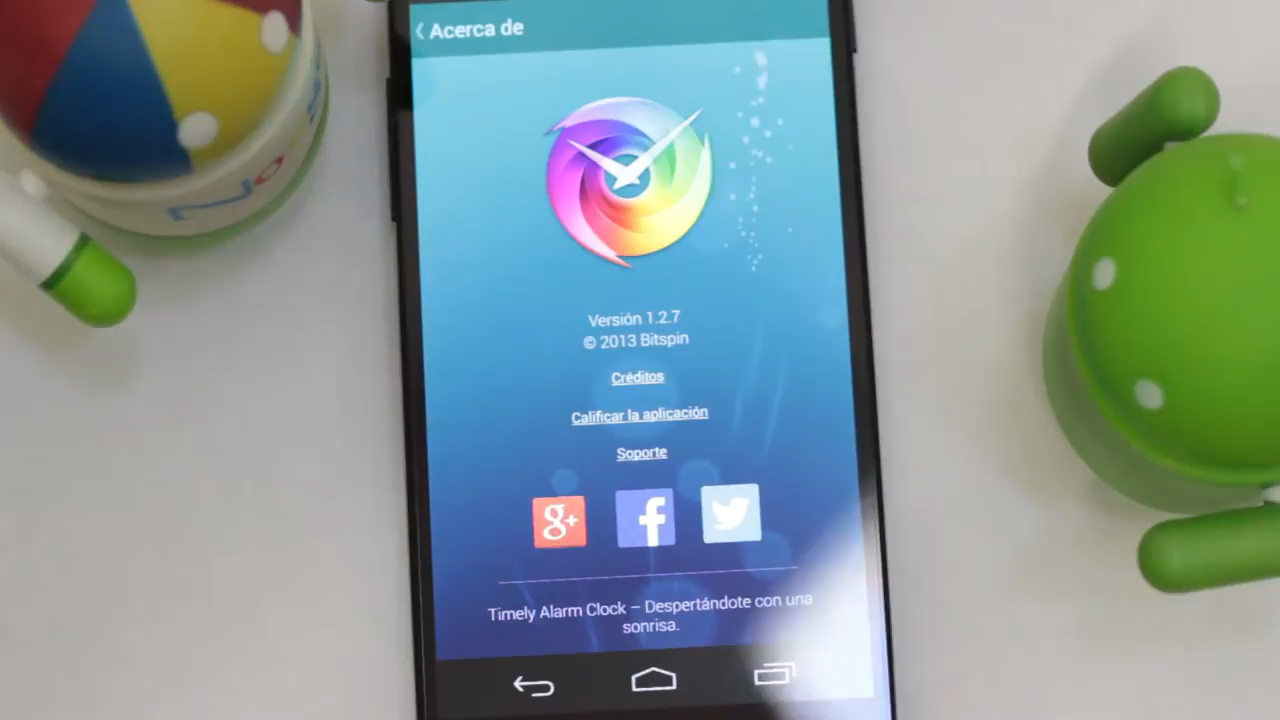 Acerca de
Versión 1.2.7
© 2013 Bitspin
Créditos
Calificar la aplicación
Soporte
g+
f
Timely Alarm Clock – Despertándote con una
sonrisa.